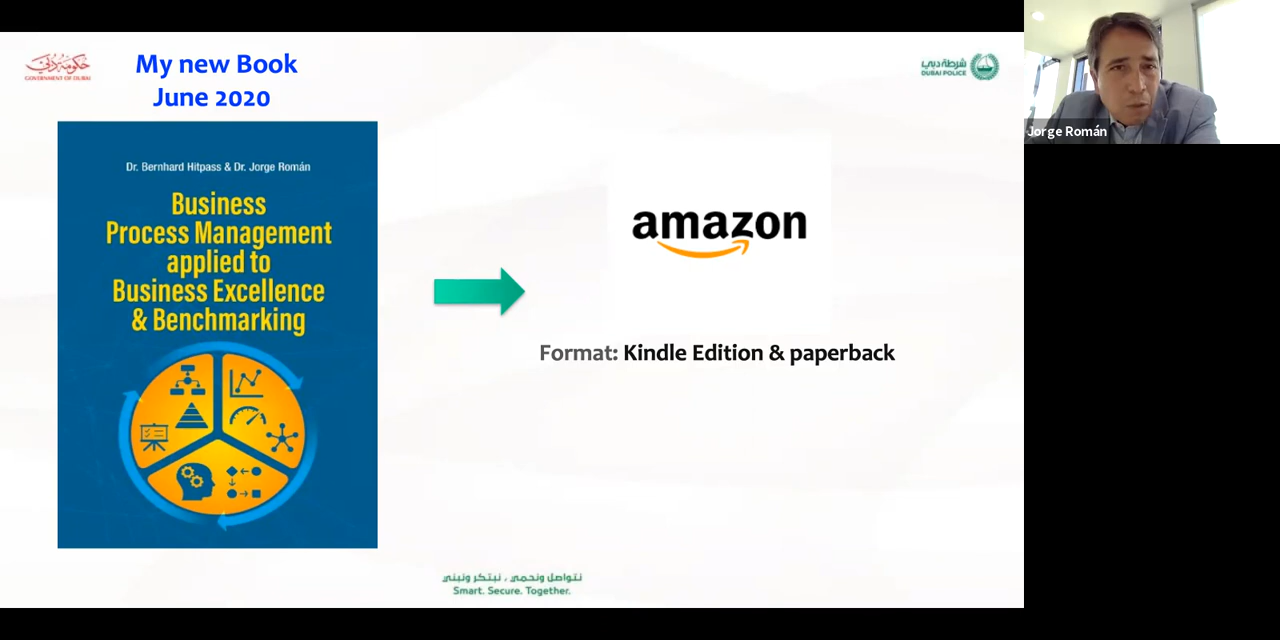 حكومة دبي
GOVERNMENT OF DUBAI
My new Book
June 2020
شرطة دبي
DUBAI POLICE
Jorge Román
Dr. Bernhard Hitpass & Dr. Jorge Román
Business
Process Management
applied to
Business Excellence
& Benchmarking
amazon
Format: Kindle Edition & paperback
نتواصل ونحمي ، نبتكر ونبني
Smart. Secure. Together.